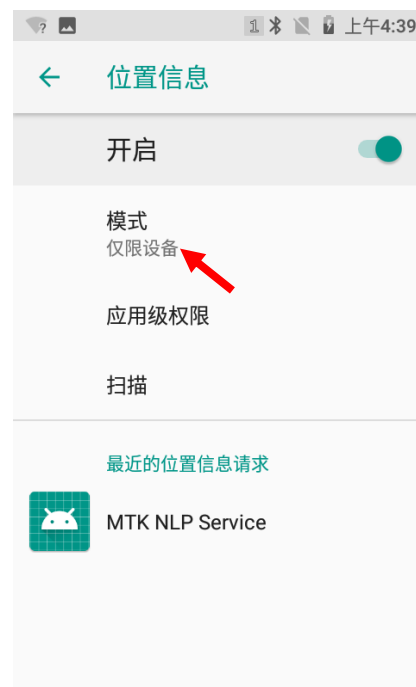 1 上午4:39
位置信息
开启
模式
仅限设备
应用级权限
扫描
最近的位置信息请求
MTK NLP Service